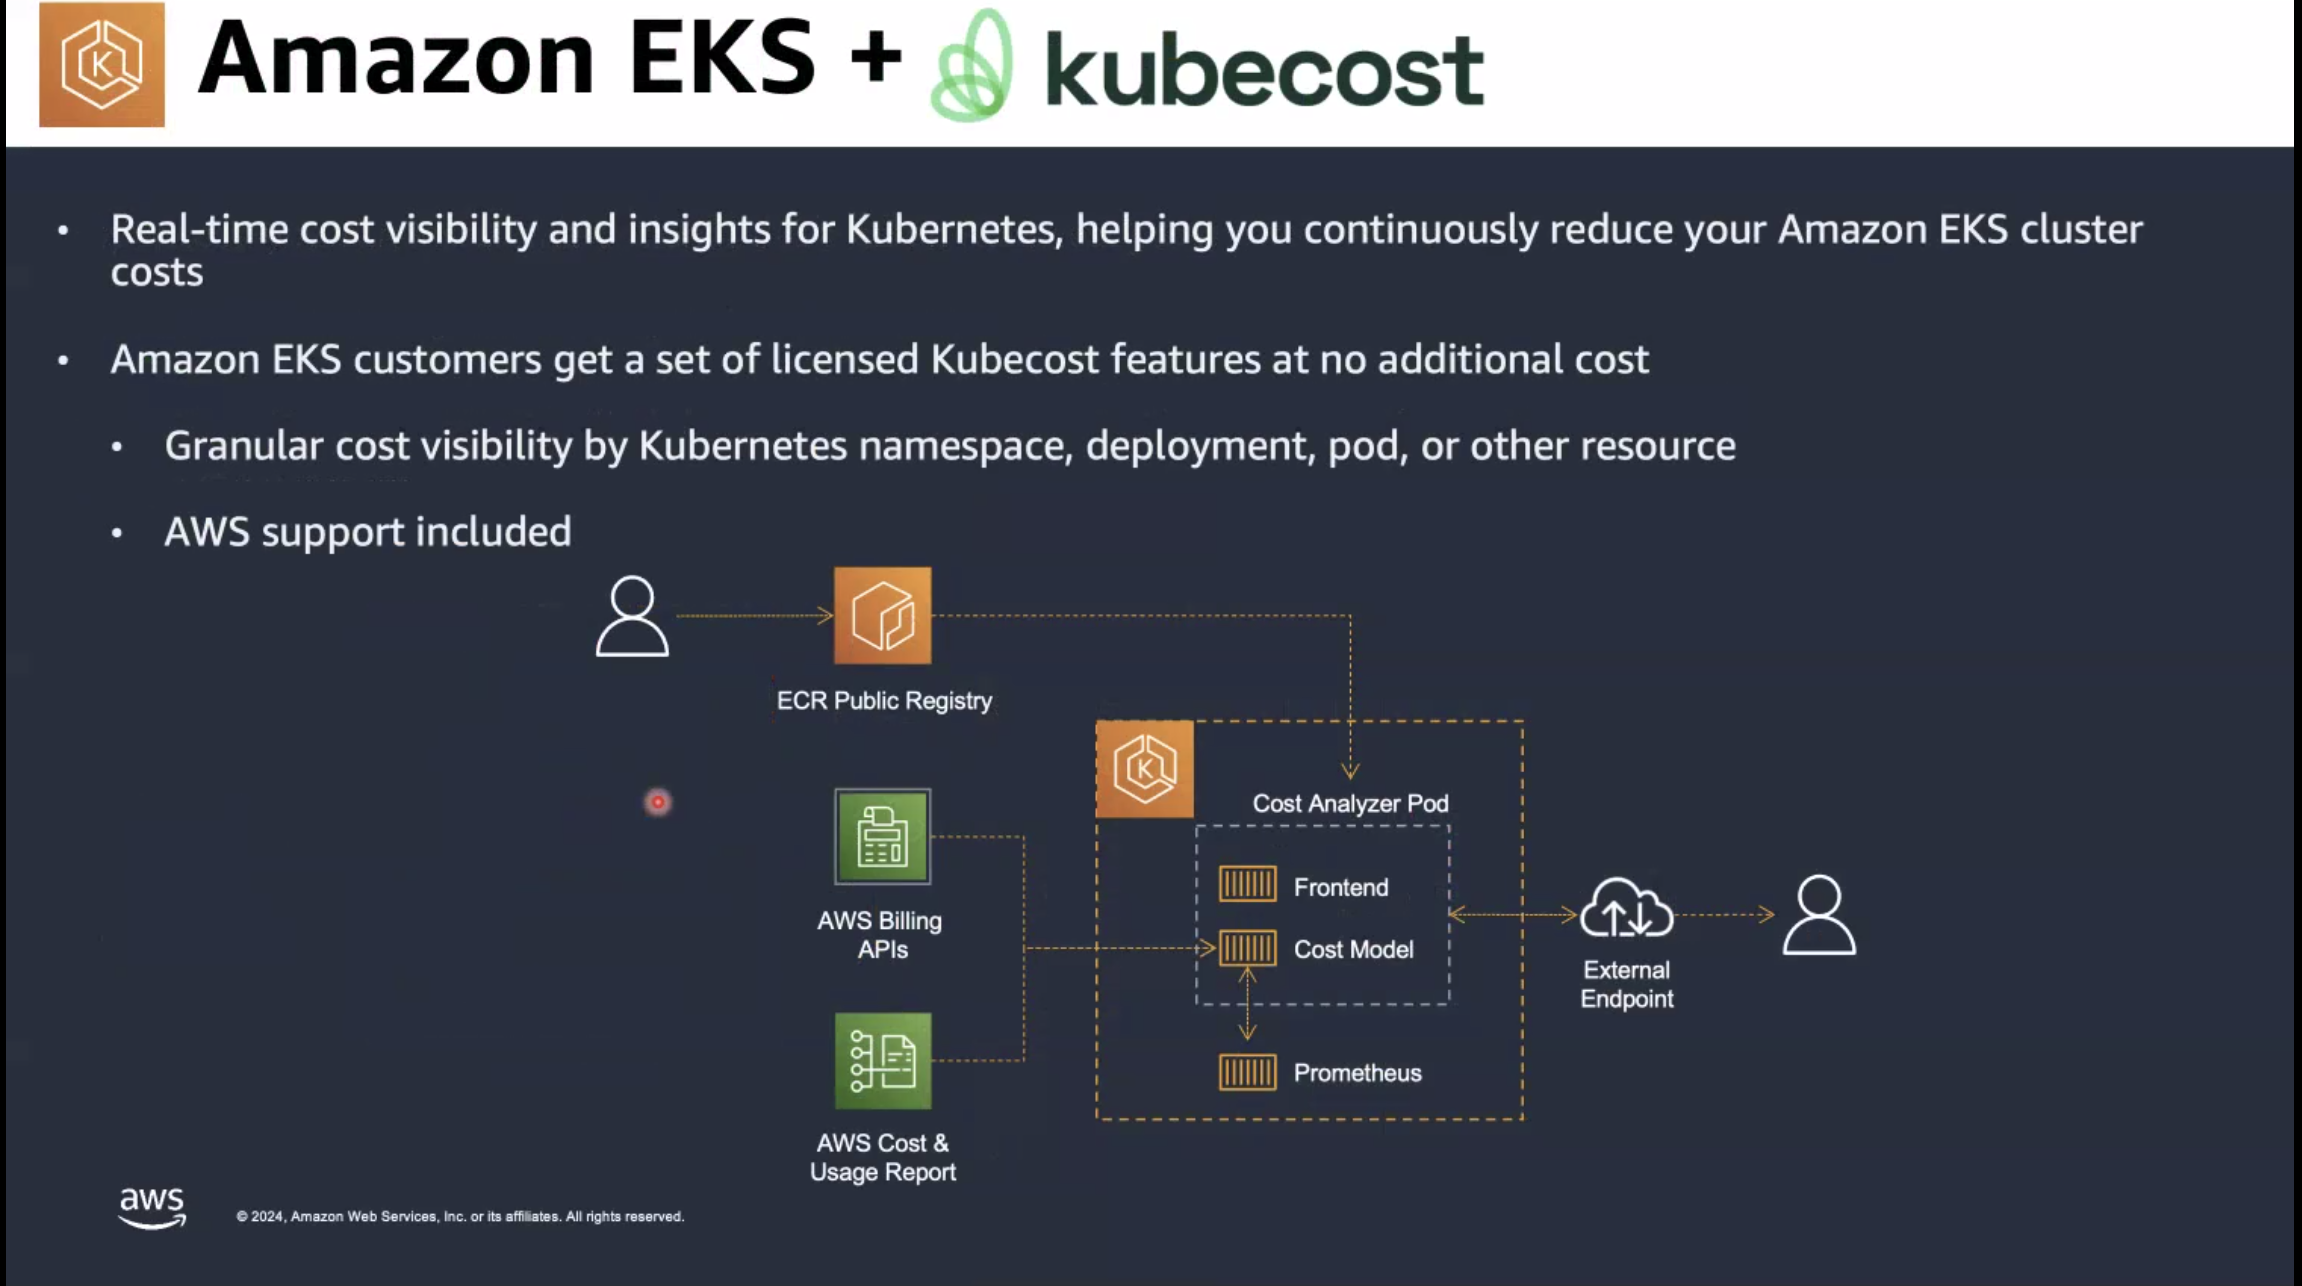 Amazon EKS + kubecost
• Real-time cost visibility and insights for Kubernetes, helping you continuously reduce your Amazon EKS cluster
costs
• Amazon EKS customers get a set of licensed Kubecost features at no additional cost
• Granular cost visibility by Kubernetes namespace, deployment, pod, or other resource
• AWS support included
ECR Public Registry
K
Cost Analyzer Pod
Frontend
AWS Billing
APIs
Cost Model
External
Endpoint
Prometheus
AWS Cost &
Usage Report
aws
© 2024, Amazon Web Services, Inc. or its affiliates. All rights reserved.